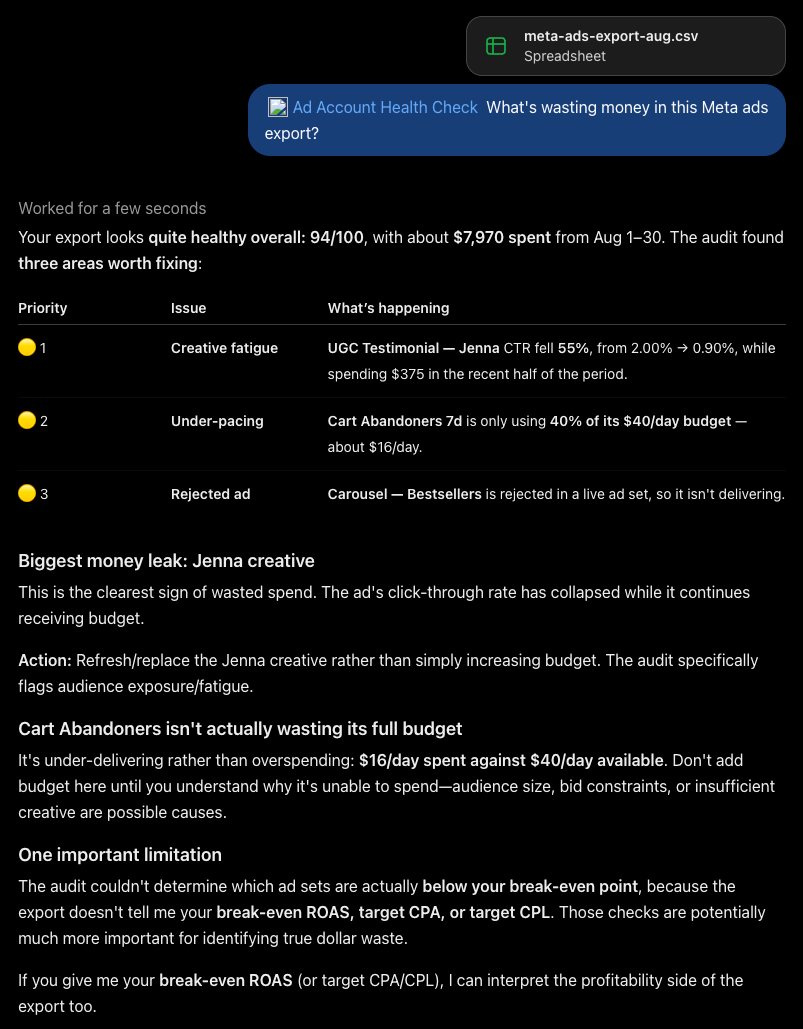 meta-ads-export-aug.csv
Spreadsheet
Ad Account Health Check What's wasting money in this Meta ads
export?
Worked for a few seconds
Your export looks quite healthy overall: 94/100, with about $7,970 spent from Aug 1–30. The audit found
three areas worth fixing:
Priority Issue What's happening
1 Creative fatigue UGC Testimonial — Jenna CTR fell 55%, from 2.00% → 0.90%, while
spending $375 in the recent half of the period.
2 Under-pacing Cart Abandoners 7d is only using 40% of its $40/day budget —
about $16/day.
3 Rejected ad Carousel — Bestsellers is rejected in a live ad set, so it isn't delivering.
Biggest money leak: Jenna creative
This is the clearest sign of wasted spend. The ad's click-through rate has collapsed while it continues
receiving budget.
Action: Refresh/replace the Jenna creative rather than simply increasing budget. The audit specifically
flags audience exposure/fatigue.
Cart Abandoners isn't actually wasting its full budget
It's under-delivering rather than overspending: $16/day spent against $40/day available. Don't add
budget here until you understand why it's unable to spend—audience size, bid constraints, or insufficient
creative are possible causes.
One important limitation
The audit couldn't determine which ad sets are actually below your break-even point, because the
export doesn't tell me your break-even ROAS, target CPA, or target CPL. Those checks are potentially
much more important for identifying true dollar waste.
If you give me your break-even ROAS (or target CPA/CPL), I can interpret the profitability side of the
export too.